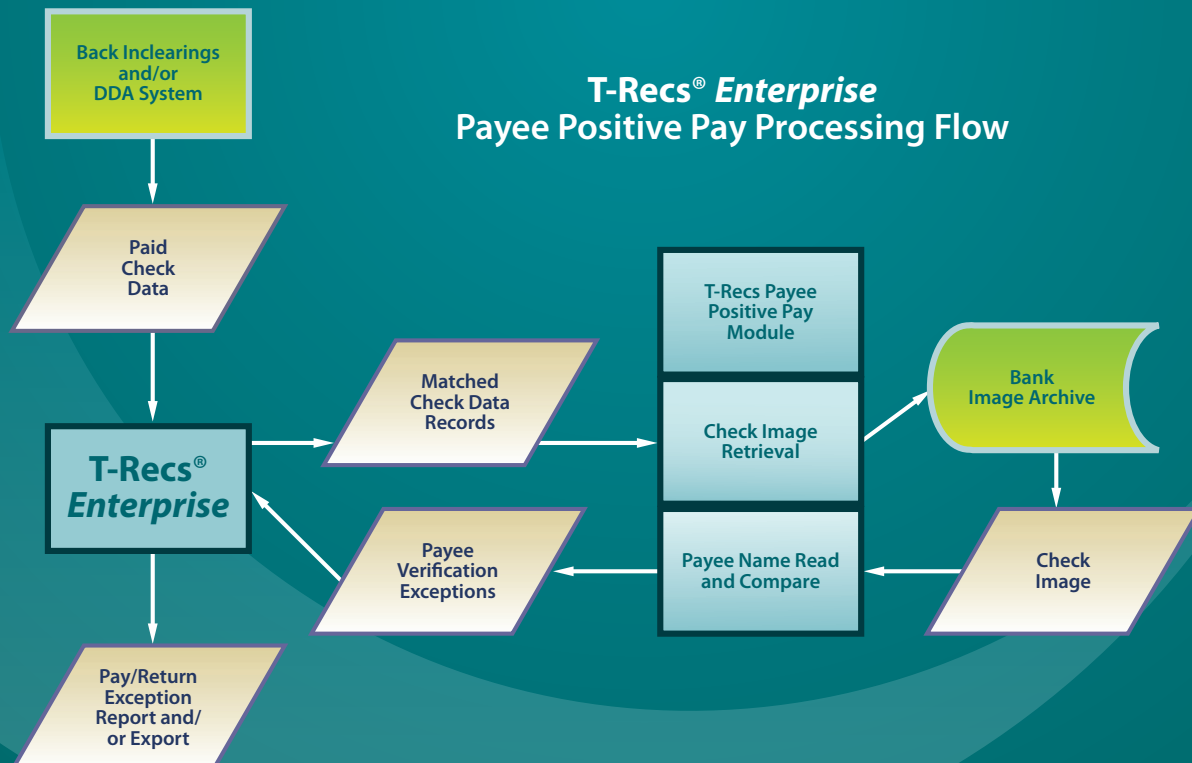 Back Inclearings
and/or
DDA System
T-Recs® Enterprise
Payee Positive Pay Processing Flow
Paid
Check
Data
T-Recs Payee
Positive Pay
Module
Matched
Check Data
Records
Check Image
Retrieval
Bank
Image Archive
T-Recs®
Enterprise
Payee
Verification
Exceptions
Payee Name Read
and Compare
Check
Image
Pay/Return
Exception
Report and/
or Export